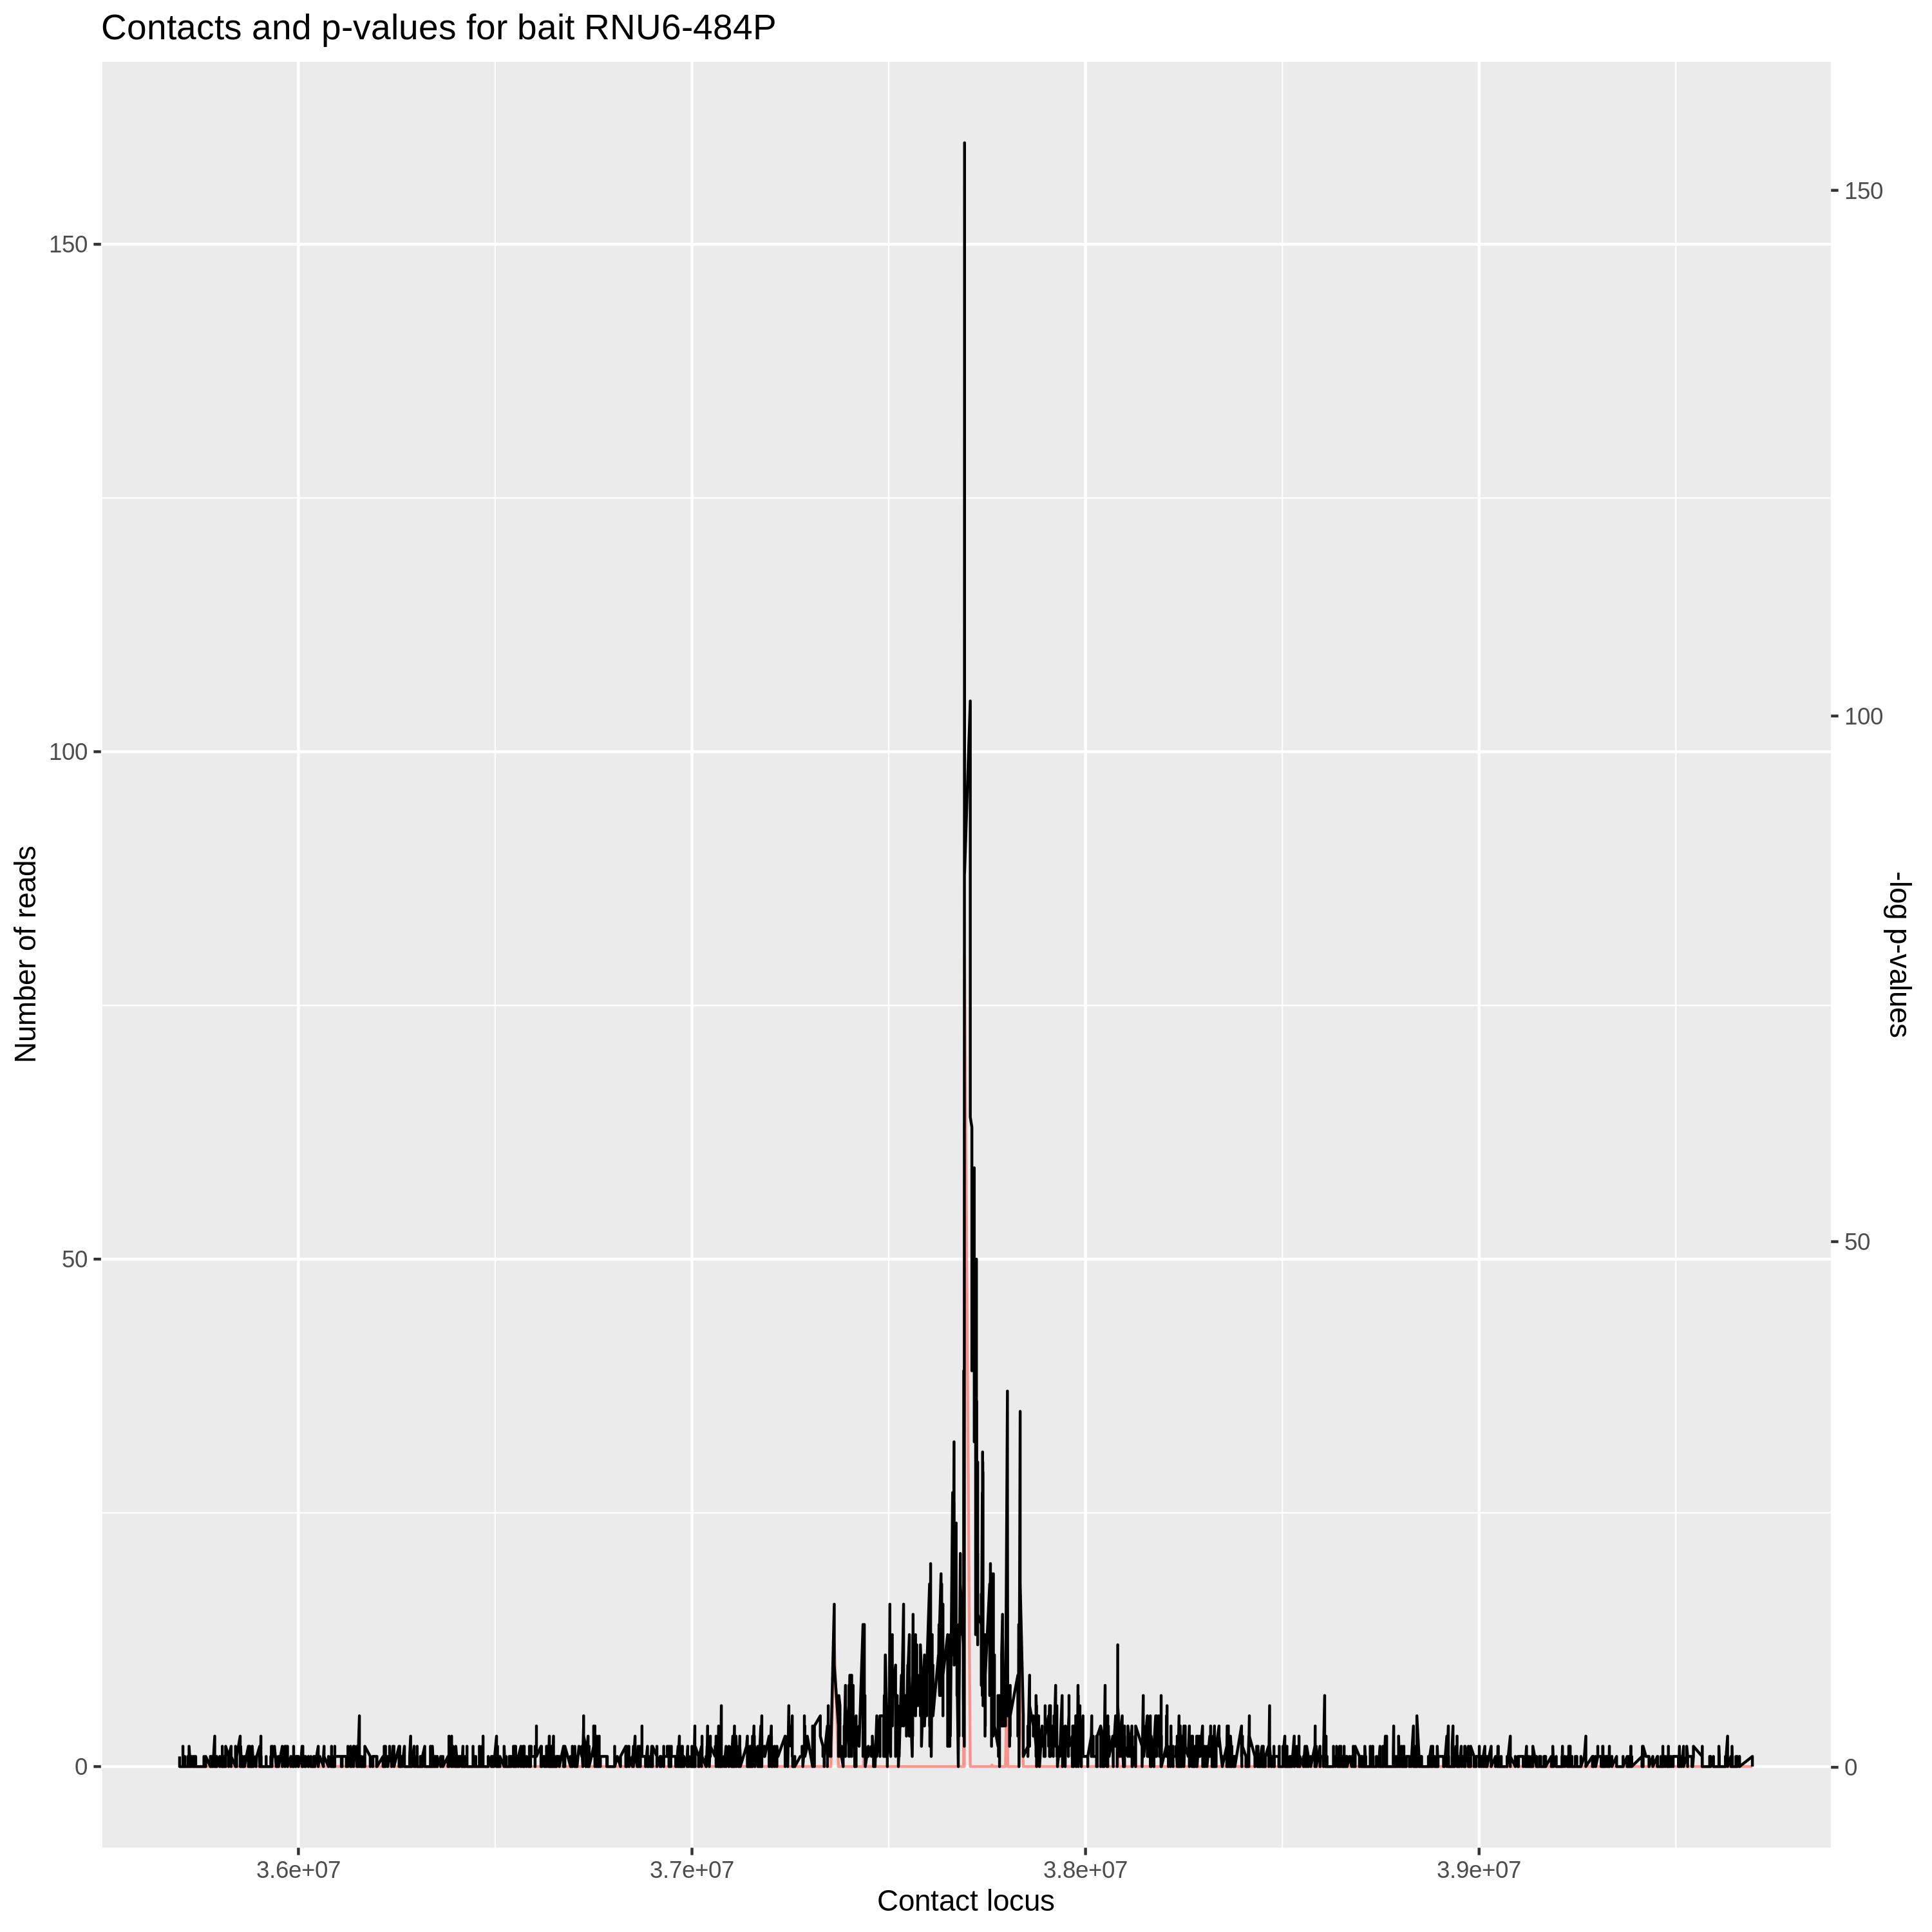 Contacts and p-values for bait RNU6-484P
150
100
50
0
Number of reads
150
100
50
0
-log p-values
3.6e+07
3.7e+07
3.8e+07
3.9e+07
Contact locus